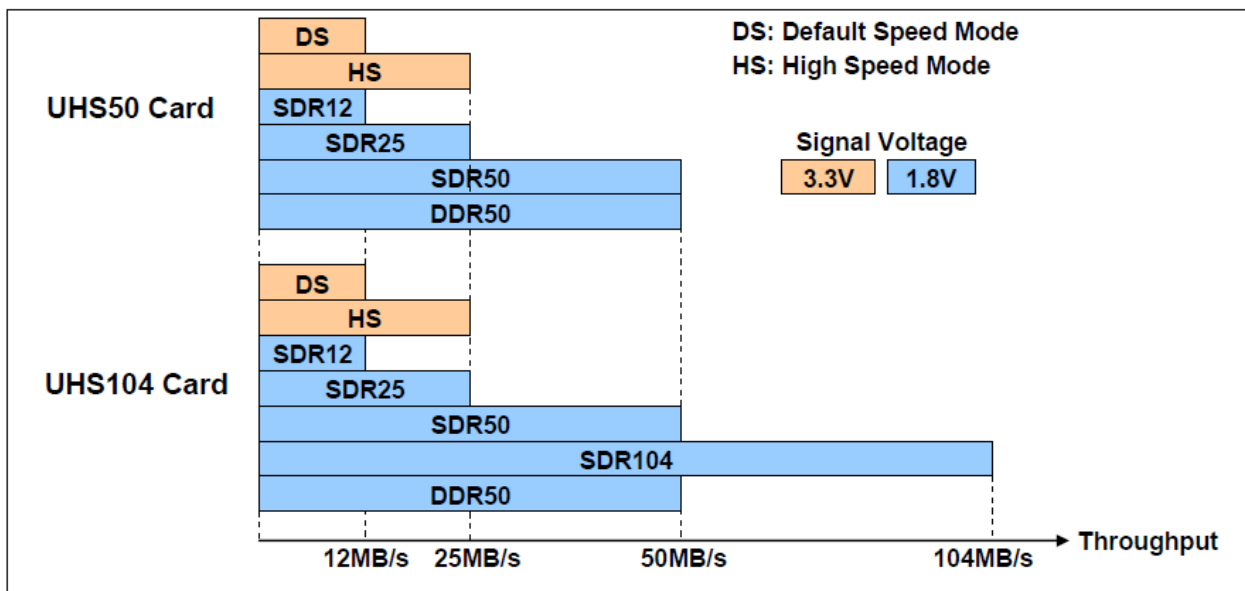 DS: Default Speed Mode
HS: High Speed Mode
Signal Voltage
3.3V 1.8V
UHS50 Card
DS
HS
SDR12
SDR25
SDR50
DDR50
UHS104 Card
DS
HS
SDR12
SDR25
SDR50
SDR104
DDR50
12MB/s 25MB/s 50MB/s 104MB/s
Throughput